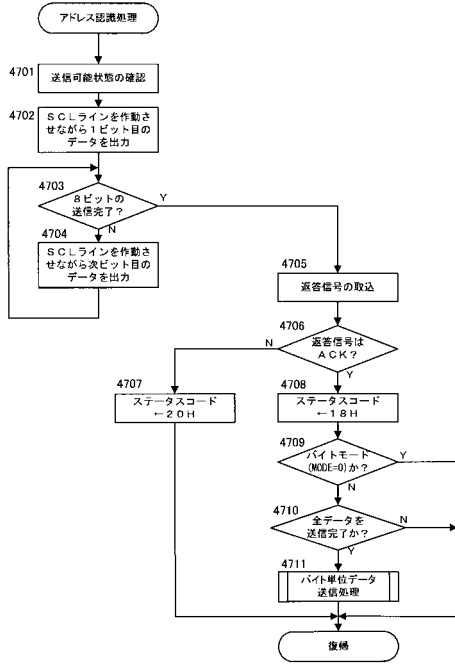 アドレス認識処理
4701
送信可能状態の確認
4702
SCLラインを作動さ
せながら1ビット目の
データを出力
4703
8ビットの
送信完了?
Y
N
4704
SCLラインを作動さ
せながら次ビット目の
データを出力
4705
返答信号の取込
4706
返答信号は
ACK?
N
Y
4707
ステータスコード
←20H
4708
ステータスコード
←18H
4709
バイトモード
(MODE=0)か?
Y
N
4710
全データを
送信完了か?
N
Y
4711
バイト単位データ
送信処理
復帰